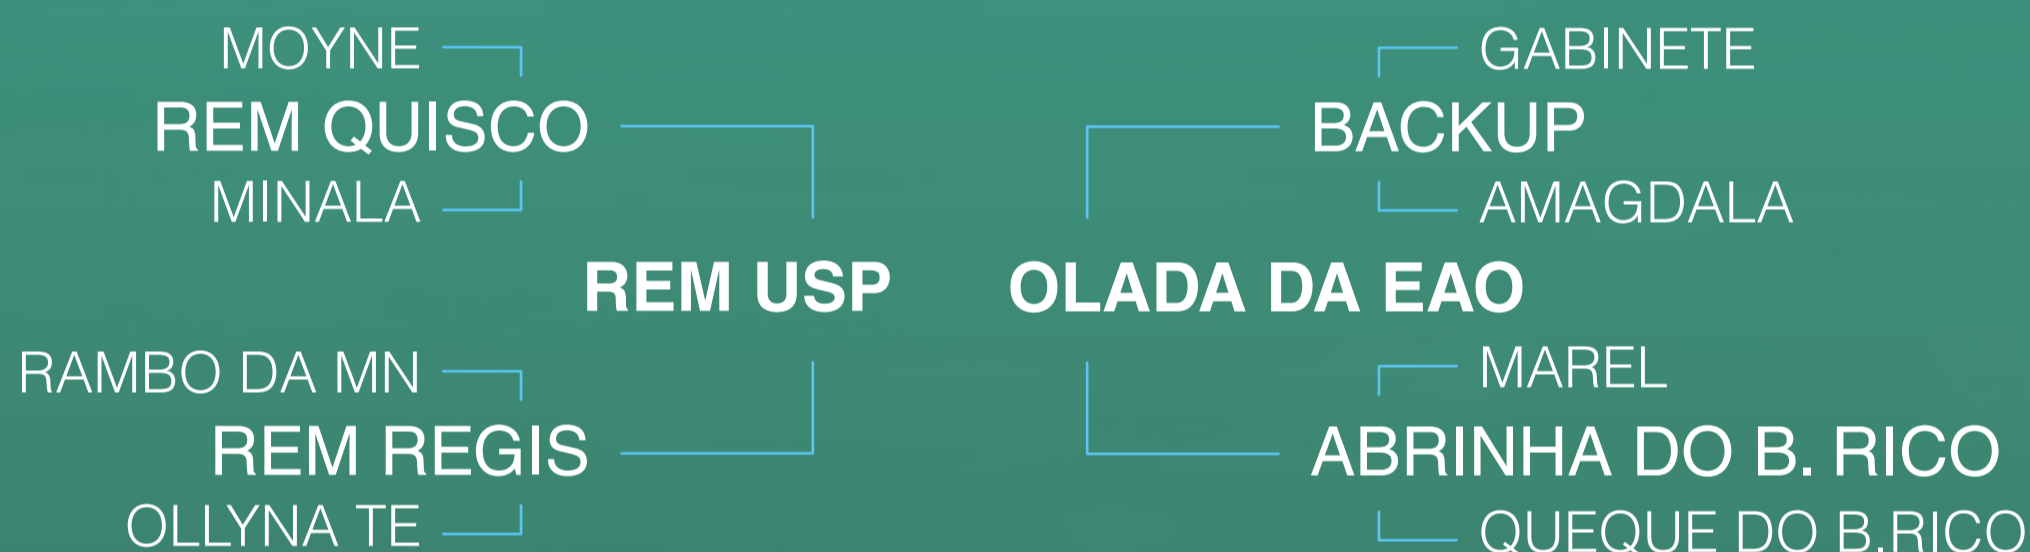 MOYNE
REM QUISCO
MINALA
REM USP
RAMBO DA MN
REM REGIS
OLLYNA TE
GABINETE
BACKUP
AMAGDALA
OLADA DA EAO
MAREL
ABRINHA DO B. RICO
QUEQUE DO B.RICO